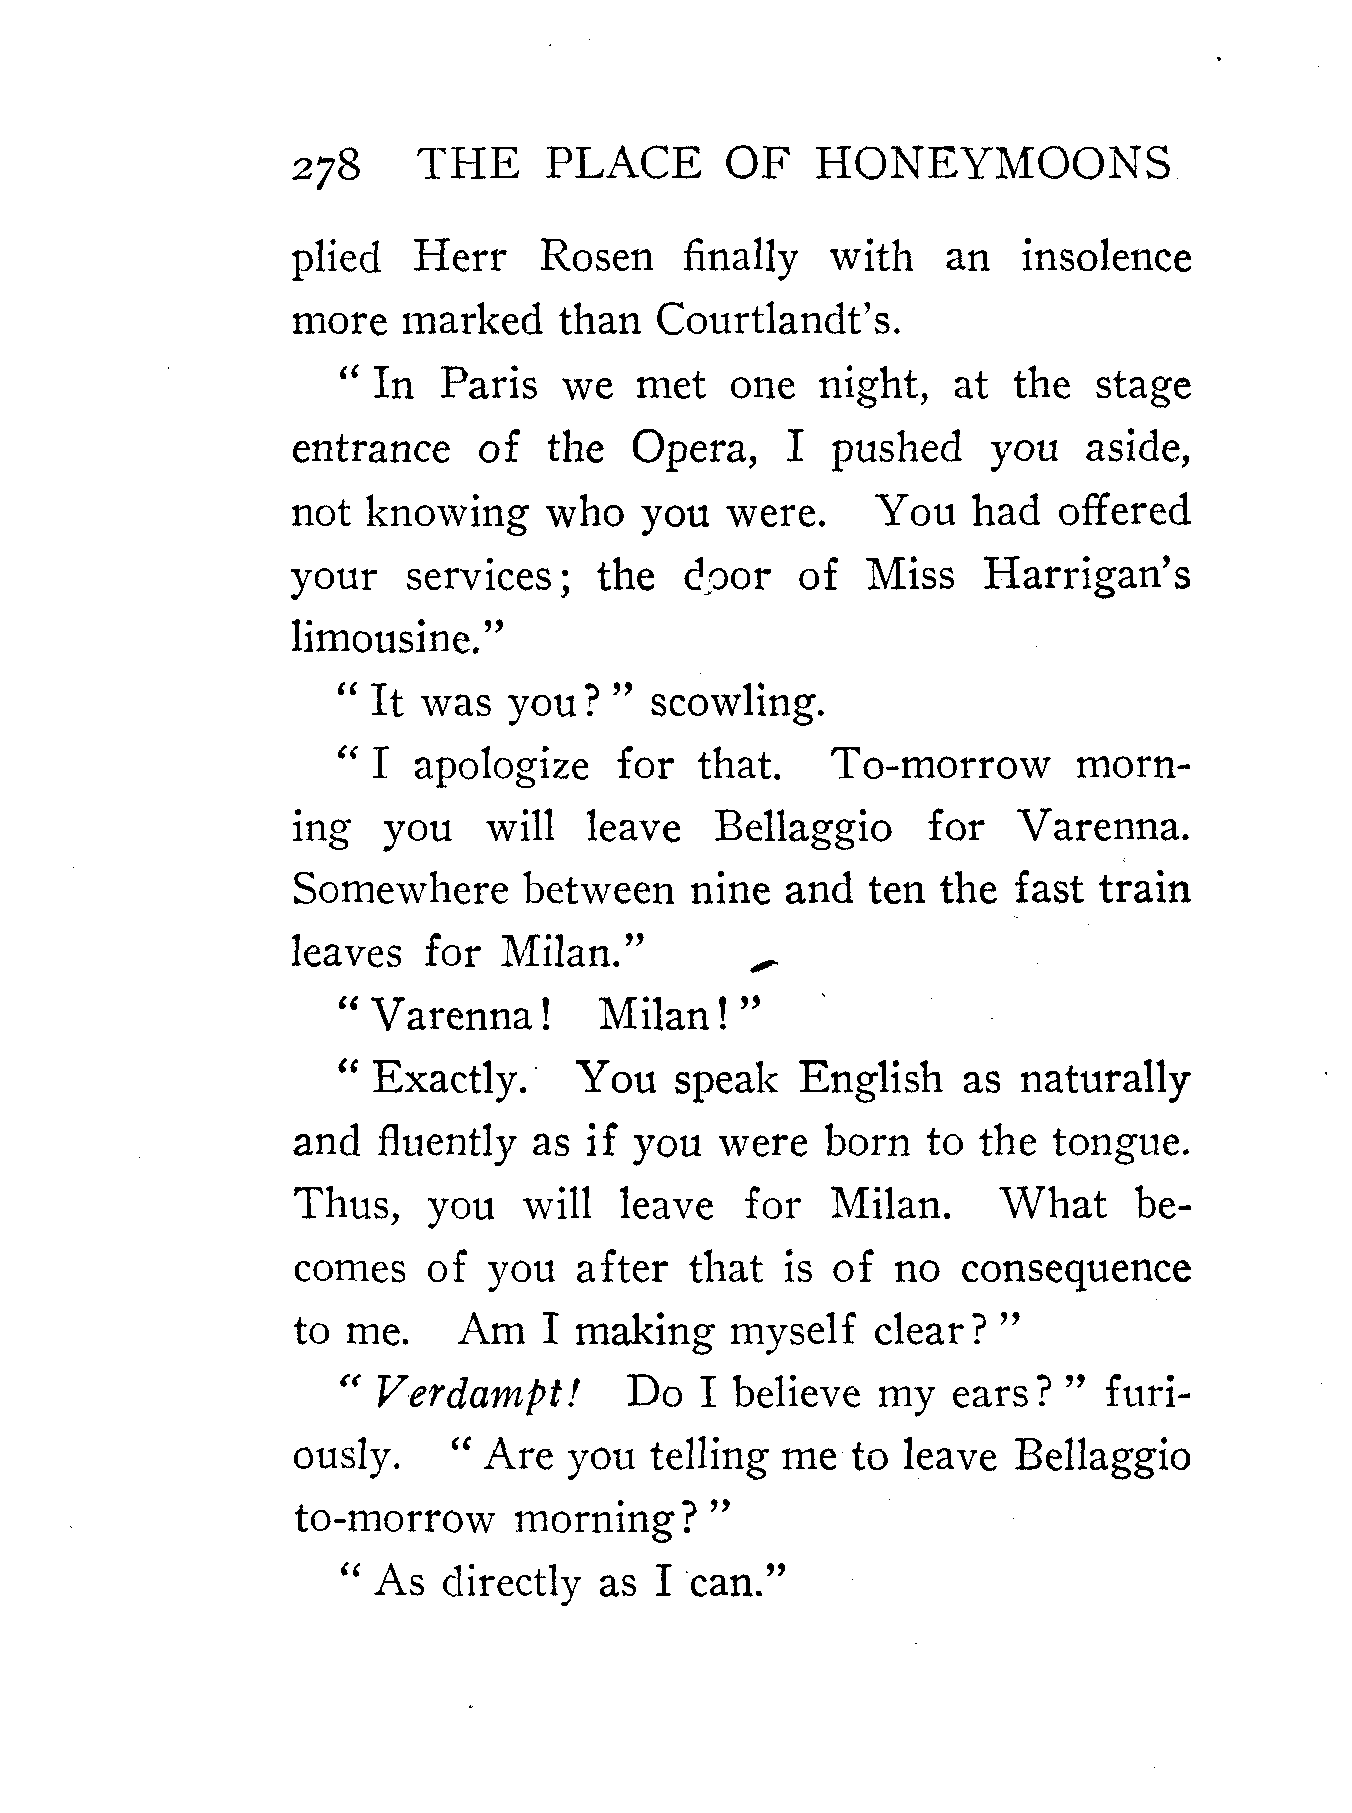 278 THE PLACE OF HONEYMOONS
plied Herr Rosen finally with an insolence
more marked than Courtlandt's.
“ In Paris we met one night, at the stage
entrance of the Opera, I pushed you aside,
not knowing who you were. You had offered
your services; the door of Miss Harrigan's
limousine.”
“ It was you? ” scowling.
“ I apologize for that. To-morrow morn-
ing you will leave Bellaggio for Varenna.
Somewhere between nine and ten the fast train
leaves for Milan.”
“ Varenna! Milan! ”
“ Exactly. You speak English as naturally
and fluently as if you were born to the tongue.
Thus, you will leave for Milan. What be-
comes of you after that is of no consequence
to me. Am I making myself clear? ”
“ Verdampt! Do I believe my ears? ” furi-
ously. “ Are you telling me to leave Bellaggio
to-morrow morning? ”
“ As directly as I can.”